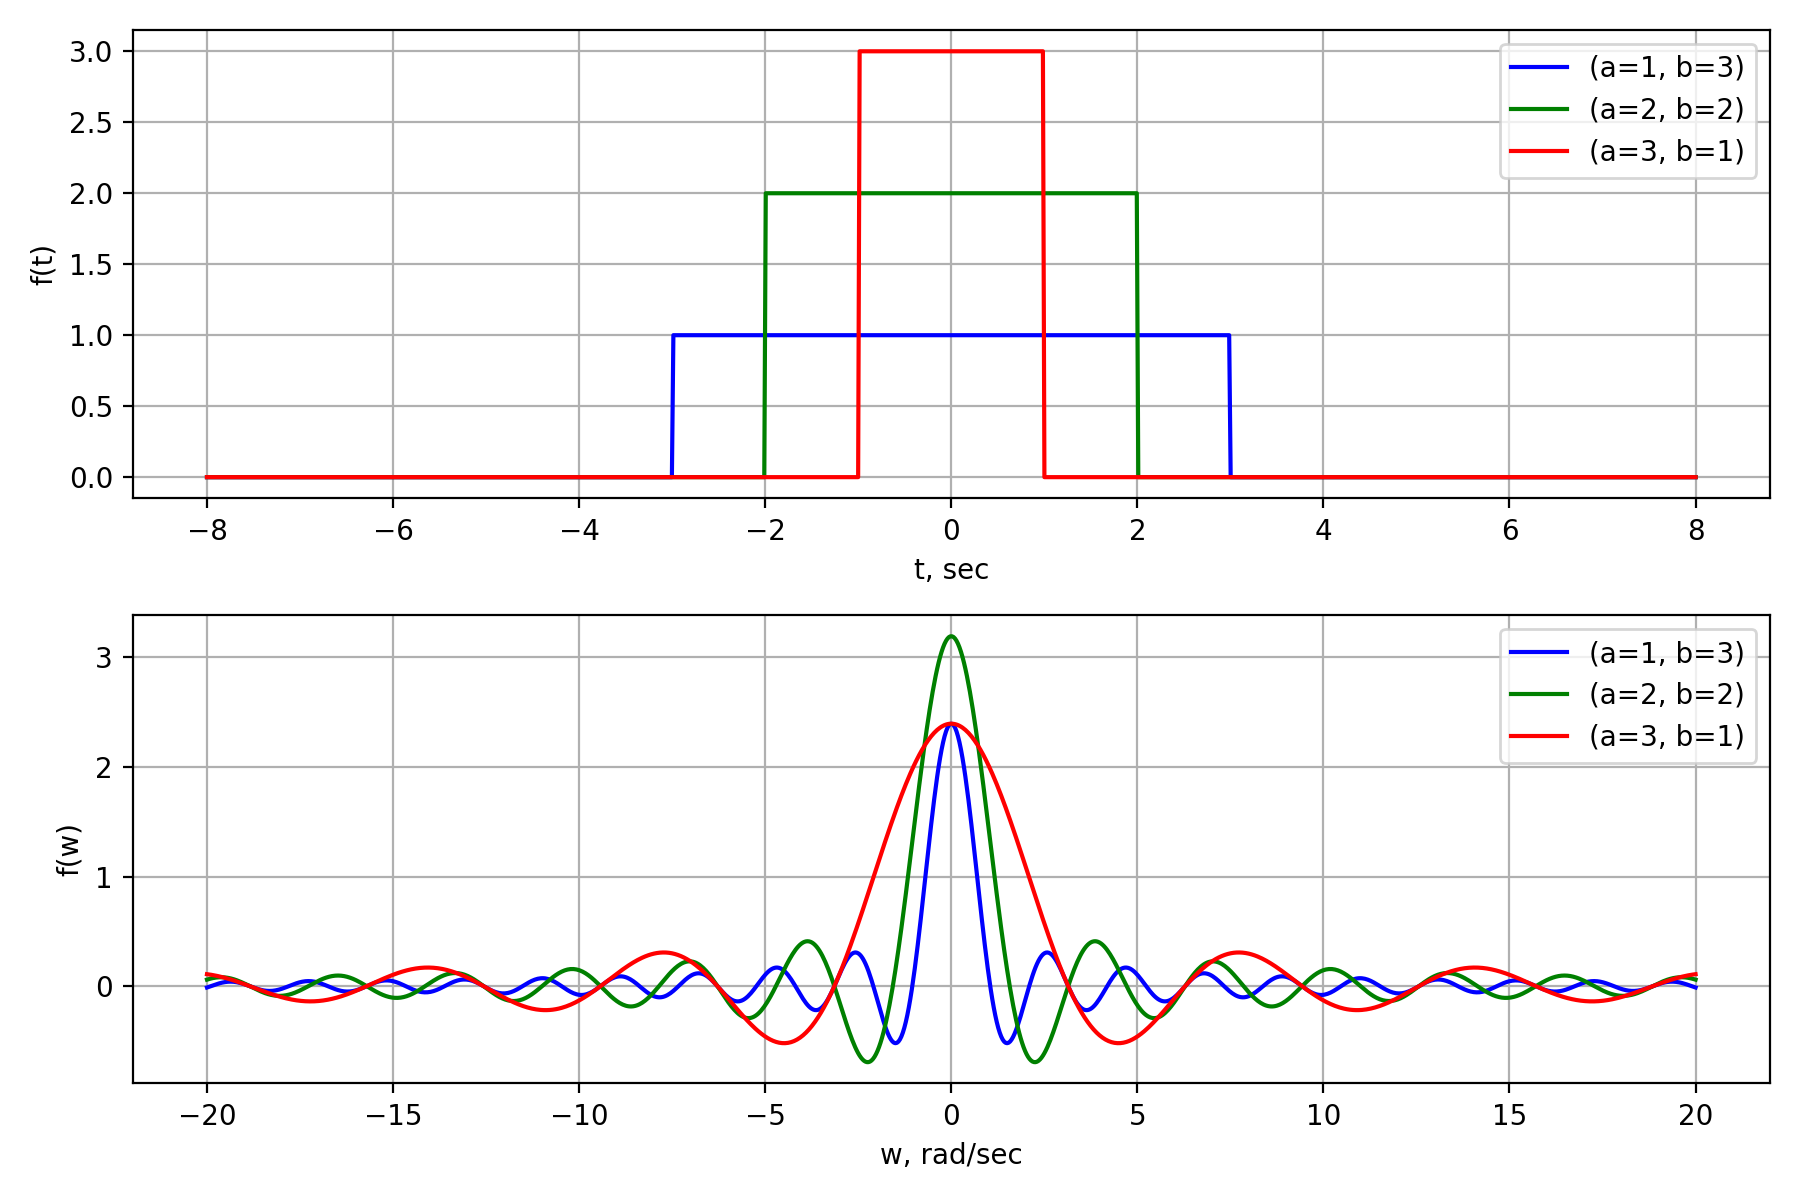 3.0
2.5
2.0
1.5
1.0
0.5
0.0
f(t)
(a=1, b=3)
(a=2, b=2)
(a=3, b=1)
−8 −6 −4 −2 0 2 4 6 8
t, sec
3
2
1
0
f(w)
(a=1, b=3)
(a=2, b=2)
(a=3, b=1)
−20 −15 −10 −5 0 5 10 15 20
w, rad/sec